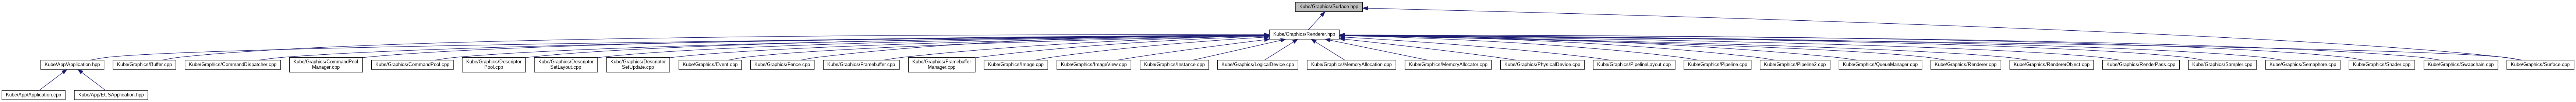 Kube/Graphics/Surface.hpp
Kube/Graphics/Renderer.hpp
Kube/App/Application.hpp
Kube/Graphics/Buffer.cpp
Kube/Graphics/CommandDispatcher.cpp
Kube/Graphics/CommandPool
Manager.cpp
Kube/Graphics/CommandPool.cpp
Kube/Graphics/Descriptor
Pool.cpp
Kube/Graphics/Descriptor
SetLayout.cpp
Kube/Graphics/Descriptor
SetUpdate.cpp
Kube/Graphics/Event.cpp
Kube/Graphics/Fence.cpp
Kube/Graphics/Framebuffer.cpp
Kube/Graphics/Framebuffer
Manager.cpp
Kube/Graphics/Image.cpp
Kube/Graphics/ImageView.cpp
Kube/Graphics/Instance.cpp
Kube/Graphics/LogicalDevice.cpp
Kube/Graphics/MemoryAllocation.cpp
Kube/Graphics/MemoryAllocator.cpp
Kube/Graphics/PhysicalDevice.cpp
Kube/Graphics/PipelineLayout.cpp
Kube/Graphics/Pipeline.cpp
Kube/Graphics/Pipeline2.cpp
Kube/Graphics/QueueManager.cpp
Kube/Graphics/Renderer.cpp
Kube/Graphics/RendererObject.cpp
Kube/Graphics/RenderPass.cpp
Kube/Graphics/Sampler.cpp
Kube/Graphics/Semaphore.cpp
Kube/Graphics/Shader.cpp
Kube/Graphics/Swapchain.cpp
Kube/Graphics/Surface.cpp
Kube/App/Application.cpp
Kube/App/ECSApplication.hpp